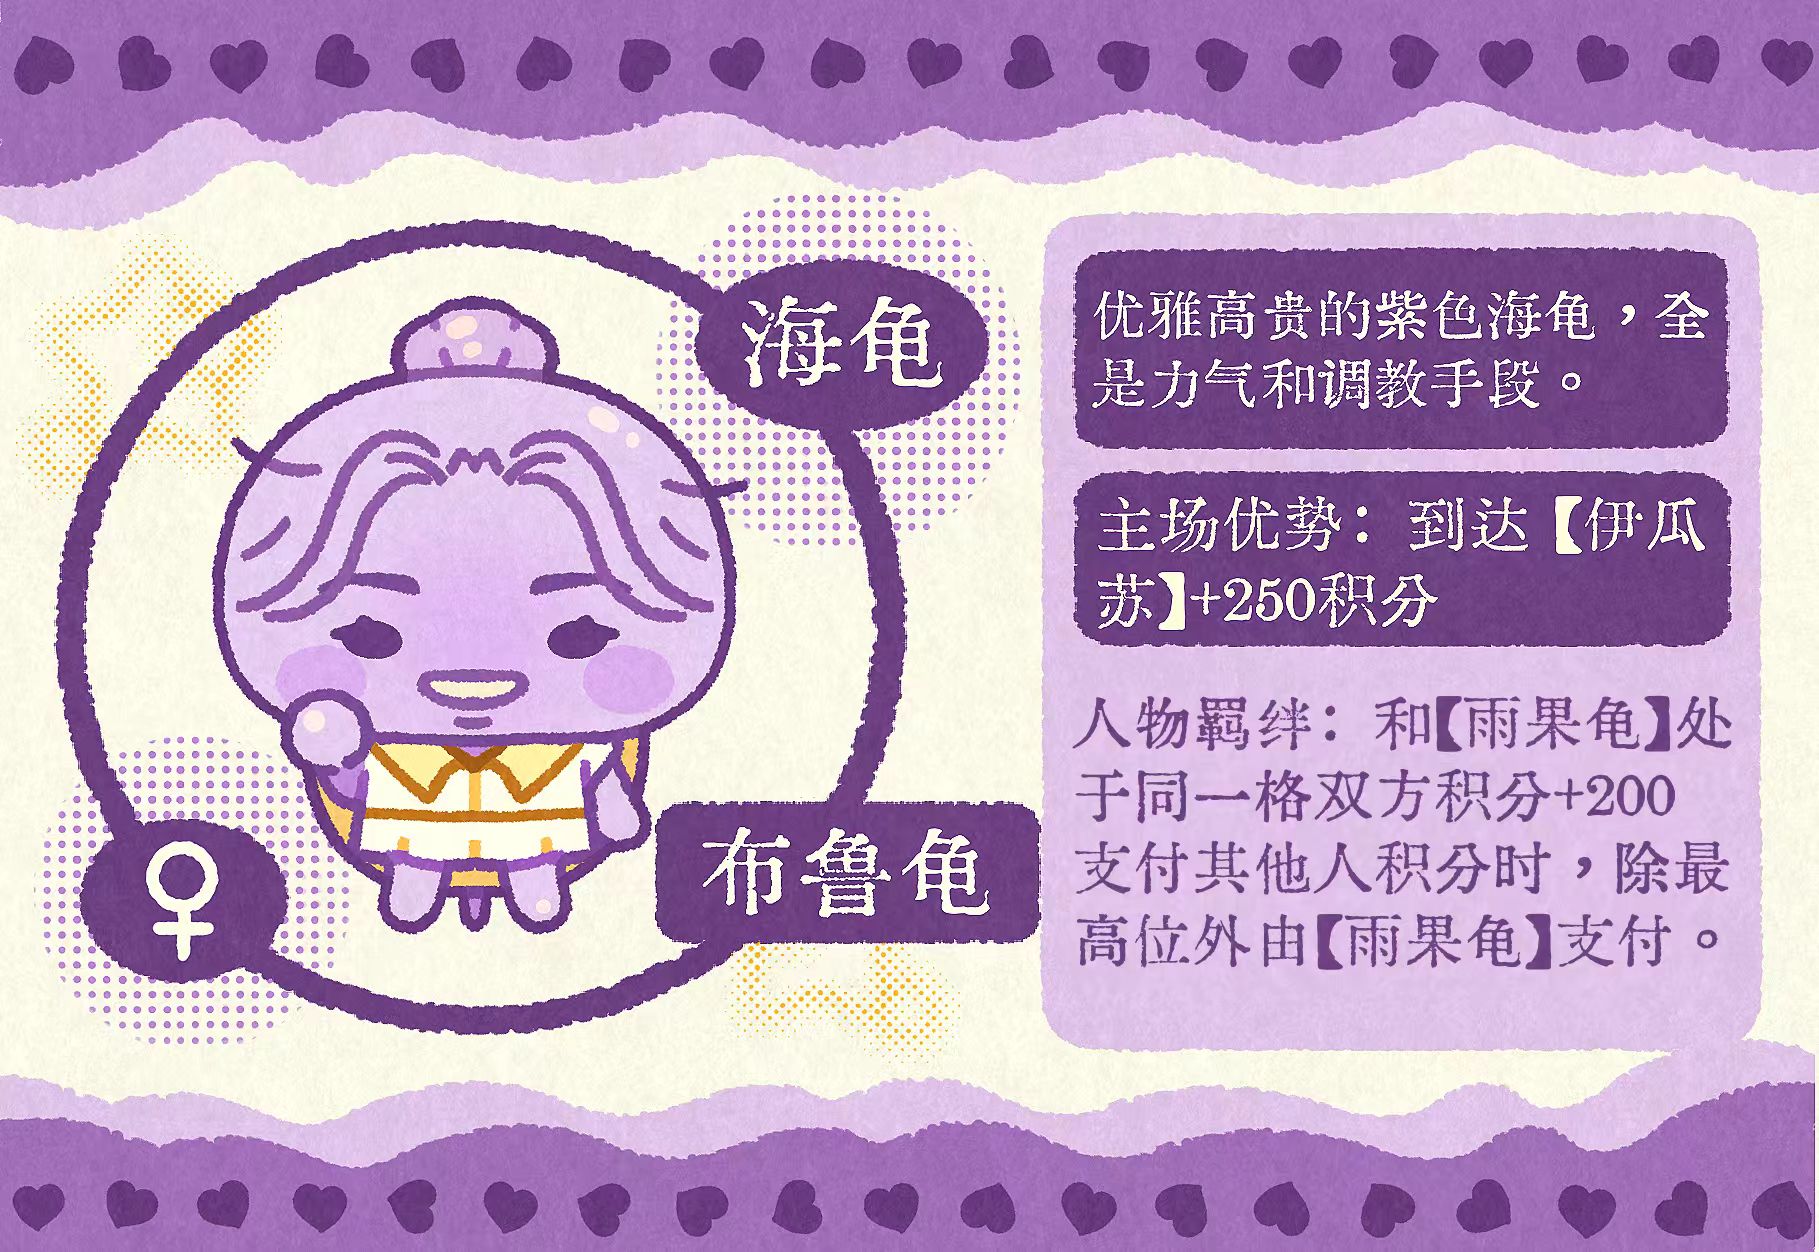 海龟
♀
布鲁龟
优雅高贵的紫色海龟，全
是力气和调教手段。
主场优势：到达【伊瓜
苏】+250积分
人物羁绊：和【雨果龟】处
于同一格双方积分+200
支付其他人积分时，除最
高位外由【雨果龟】支付。